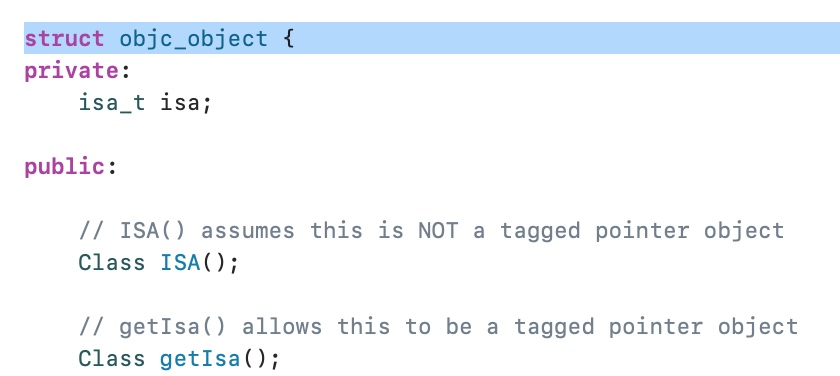 struct objc_object {
private:
    isa_t isa;
public:
    // ISA() assumes this is NOT a tagged pointer object
    Class ISA();
    // getIsa() allows this to be a tagged pointer object
    Class getIsa();